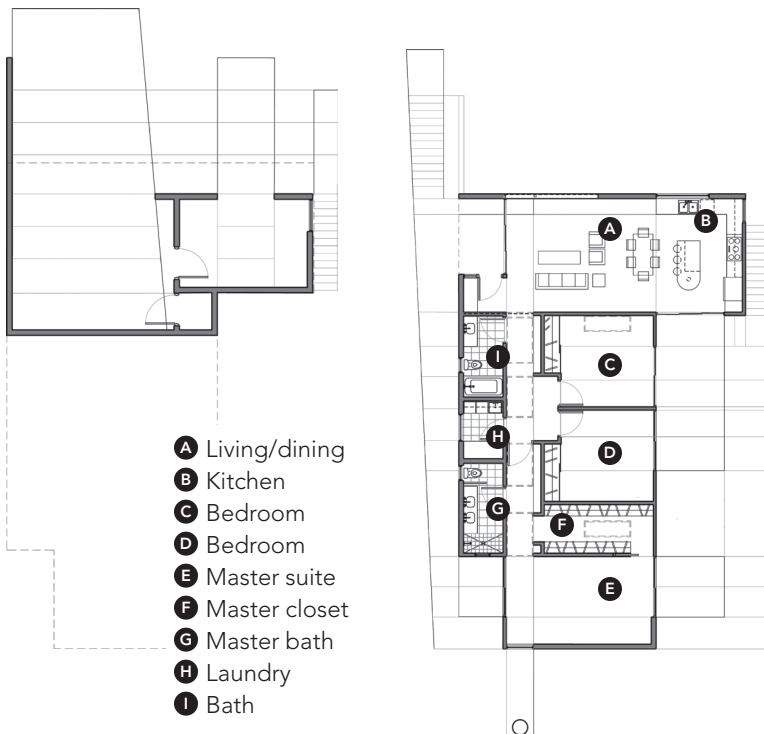 A
B
C
D
F
E
I
H
G
A Living/dining
B Kitchen
C Bedroom
D Bedroom
E Master suite
F Master closet
G Master bath
H Laundry
I Bath